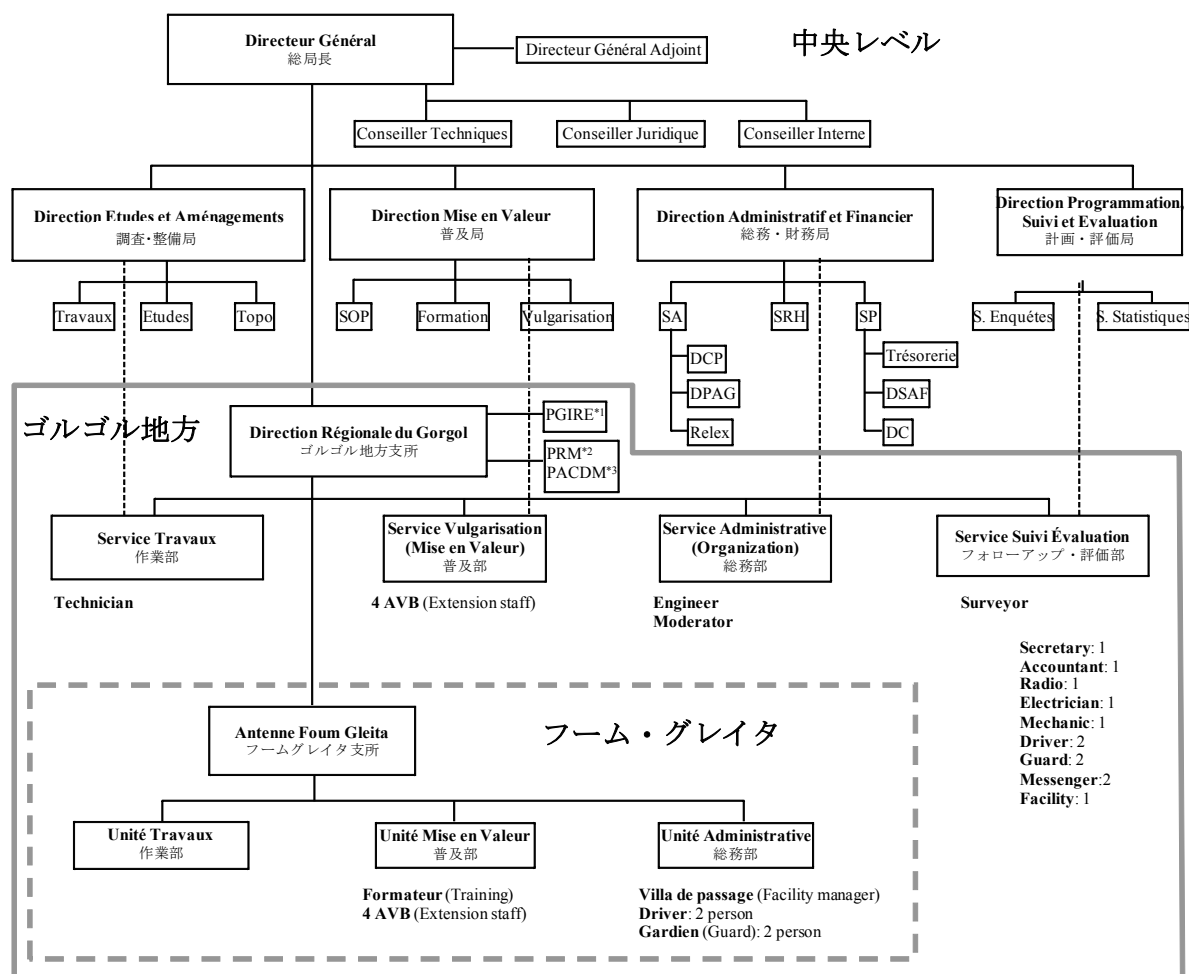 Directeur Général
総局長
Directeur Général Adjoint
中央レベル
Conseiller Techniques
Conseiller Juridique
Conseiller Interne
Direction Etudes et Aménagements
調査・整備局
Direction Mise en Valeur
普及局
Direction Administratif et Financier
総務・財務局
Direction Programmation,
Suivi et Evaluation
計画・評価局
Travaux
Etudes
Topo
SOP
Formation
Vulgarisation
SA
SRH
SP
S. Enquétes
S. Statistiques
DCP
DPAG
Relex
Trésorerie
DSAF
DC
ゴルゴル地方
Direction Régionale du Gorgol
ゴルゴル地方支所
PGIRE*1
PRM*2
PACDM*3
Service Travaux
作業部
Service Vulgarisation
(Mise en Valeur)
普及部
Service Administrative
(Organization)
総務部
Service Suivi Évaluation
フォローアップ・評価部
Technician
4 AVB (Extension staff)
Engineer
Moderator
Surveyor
Secretary: 1
Accountant: 1
Radio: 1
Electrician: 1
Mechanic: 1
Driver: 2
Guard: 2
Messenger:2
Facility: 1
フーム・グレイタ
Antenne Foum Gleita
フームグレイタ支所
Unité Travaux
作業部
Unité Mise en Valeur
普及部
Unité Administrative
総務部
Formateur (Training)
4 AVB (Extension staff)
Villa de passage (Facility manager)
Driver: 2 person
Gardien (Guard): 2 person